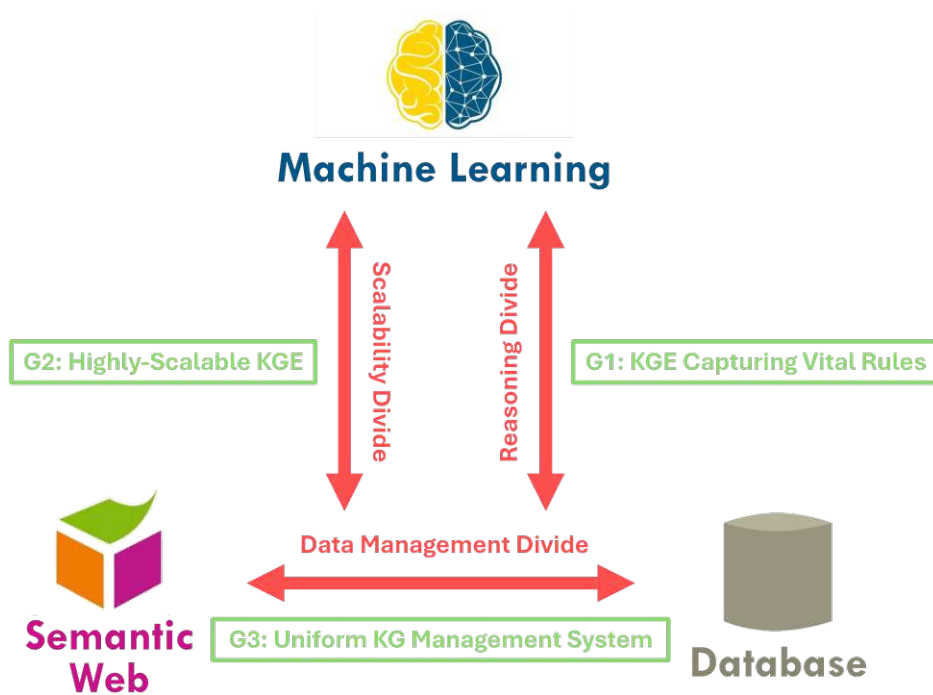 Machine Learning
Scalability Divide
Reasoning Divide
G2: Highly-Scalable KGE
G1: KGE Capturing Vital Rules
Data Management Divide
Semantic
Web
G3: Uniform KG Management System
Database